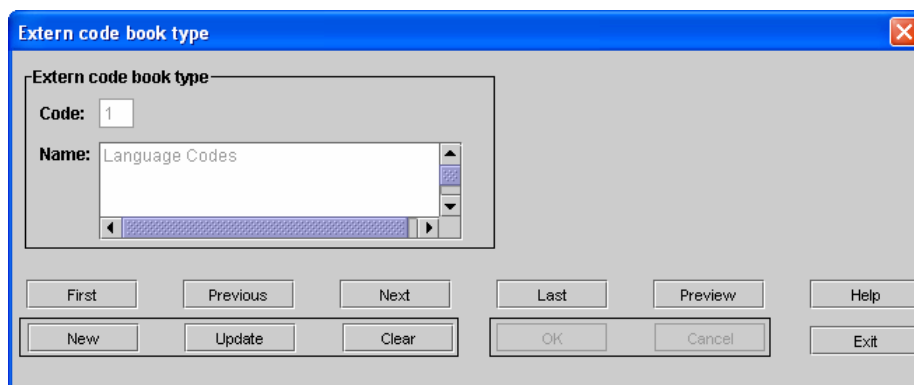 Extern code book type
Extern code book type
Code: 1
Name: Language Codes
First Previous Next Last Preview Help
New Update Clear OK Cancel Exit